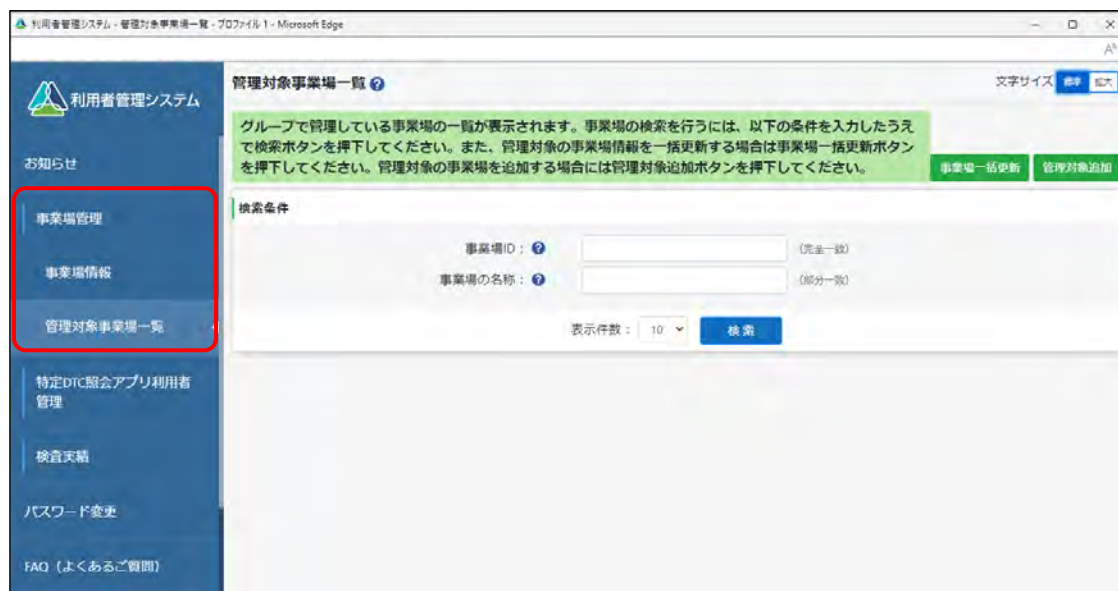 利用者管理システム - 管理対象事業場一覧 - プロファイル 1 - Microsoft Edge
利用者管理システム
お知らせ
事業場管理
事業場情報
管理対象事業場一覧
特定DTC照会アプリ利用者
管理
検査実績
パスワード変更
FAQ(よくあるご質問)
管理対象事業場一覧
文字サイズ 標準 拡大
グループで管理している事業場の一覧が表示されます。事業場の検索を行うには、以下の条件を入力したうえ
で検索ボタンを押下してください。また、管理対象の事業場情報を一括更新する場合は事業場一括更新ボタン
を押下してください。管理対象の事業場を追加する場合には管理対象追加ボタンを押下してください。
事業場一括更新 管理対象追加
検索条件
事業場ID: (完全一致)
事業場の名称: (部分一致)
表示件数: 10 検索